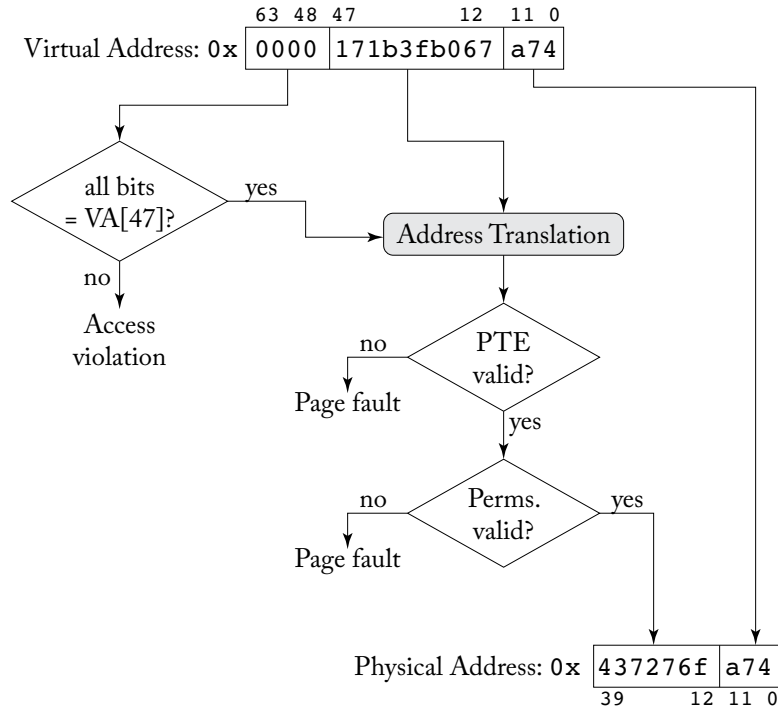 63 48 47 12 11 0
Virtual Address: 0x 0000 171b3fb067 a74
all bits
= VA[47]?
yes
no
Access
violation
Address Translation
PTE
valid?
no
Page fault
yes
Perms.
valid?
no
yes
Page fault
Physical Address: 0x 437276f a74
39 12 11 0